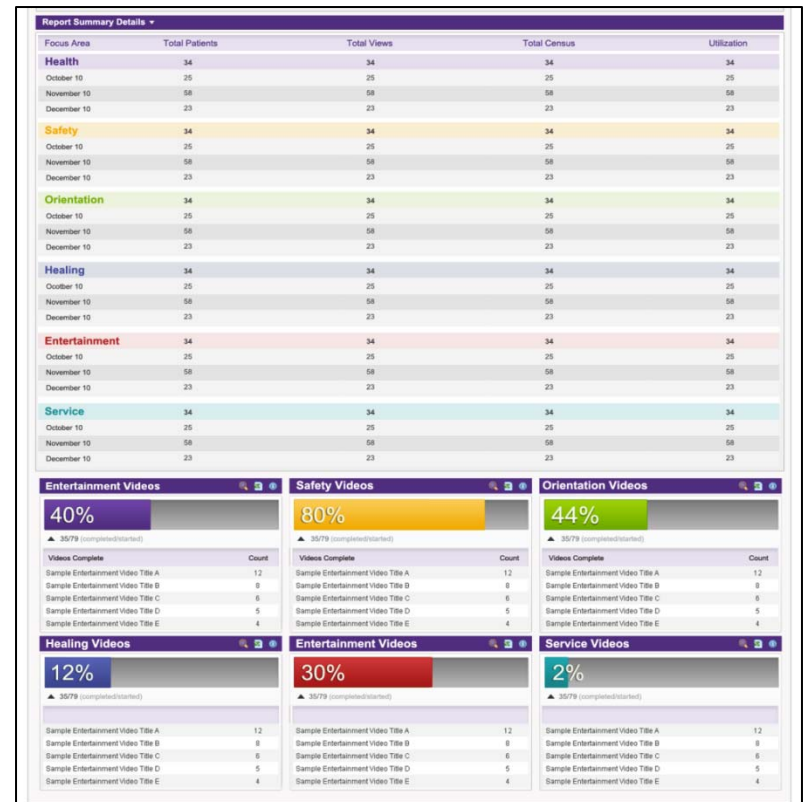 Report Summary Details
Focus Area Total Patients Total Views Total Census Utilization
Health 34 34 34 34
October 10 25 25 25 25
November 10 58 58 58 58
December 10 23 23 23 23
Safety 34 34 34 34
October 10 25 25 25 25
November 10 58 58 58 58
December 10 23 23 23 23
Orientation 34 34 34 34
October 10 25 25 25 25
November 10 58 58 58 58
December 10 23 23 23 23
Healing 34 34 34 34
Ocotber 10 25 25 25 25
November 10 58 58 58 58
December 10 23 23 23 23
Entertainment 34 34 34 34
October 10 25 25 25 25
November 10 58 58 58 58
December 10 23 23 23 23
Service 34 34 34 34
October 10 25 25 25 25
November 10 58 58 58 58
December 10 23 23 23 23
Entertainment Videos
40%
35/79 (completed/started)
Videos Complete Count
Sample Entertainment Video Title A 12
Sample Entertainment Video Title B 8
Sample Entertainment Video Title C 6
Sample Entertainment Video Title D 5
Sample Entertainment Video Title E 4
Safety Videos
80%
35/79 (completed/started)
Videos Complete Count
Sample Entertainment Video Title A 12
Sample Entertainment Video Title B 8
Sample Entertainment Video Title C 6
Sample Entertainment Video Title D 5
Sample Entertainment Video Title E 4
Orientation Videos
44%
35/79 (completed/started)
Videos Complete Count
Sample Entertainment Video Title A 12
Sample Entertainment Video Title B 8
Sample Entertainment Video Title C 6
Sample Entertainment Video Title D 5
Sample Entertainment Video Title E 4
Healing Videos
12%
35/79 (completed/started)
Sample Entertainment Video Title A 12
Sample Entertainment Video Title B 8
Sample Entertainment Video Title C 6
Sample Entertainment Video Title D 5
Sample Entertainment Video Title E 4
Entertainment Videos
30%
35/79 (completed/started)
Sample Entertainment Video Title A 12
Sample Entertainment Video Title B 8
Sample Entertainment Video Title C 6
Sample Entertainment Video Title D 5
Sample Entertainment Video Title E 4
Service Videos
2%
35/79 (completed/started)
Sample Entertainment Video Title A 12
Sample Entertainment Video Title B 8
Sample Entertainment Video Title C 6
Sample Entertainment Video Title D 5
Sample Entertainment Video Title E 4